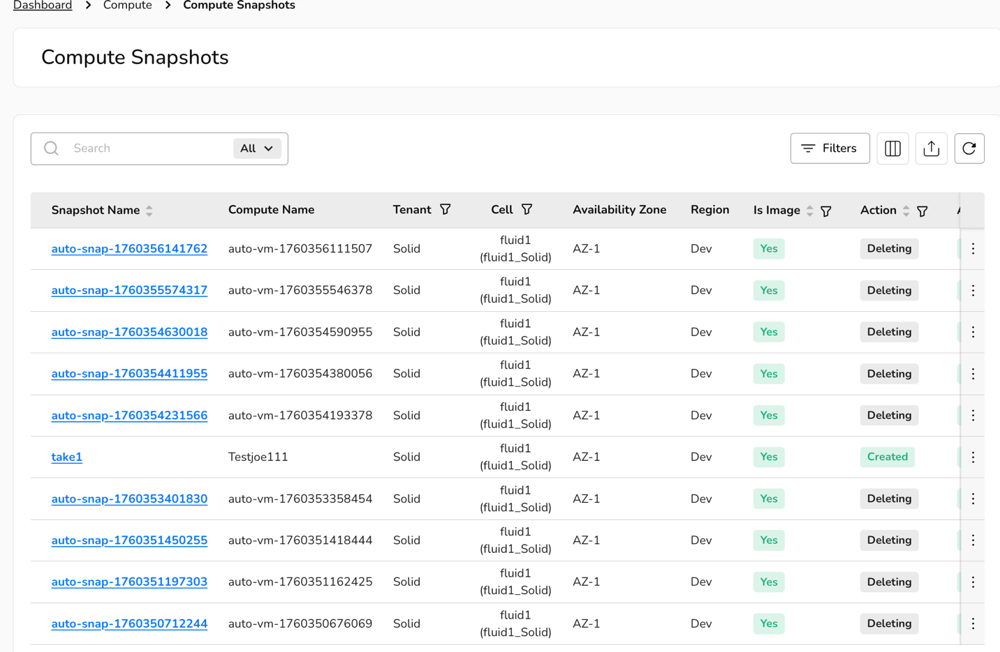 Dashboard > Compute > Compute Snapshots
Compute Snapshots
Search All Filters
Snapshot Name Compute Name Tenant Cell Availability Zone Region Is Image Action
auto-snap-1760356141762 auto-vm-1760356111507 Solid fluid1 (fluid1_Solid) AZ-1 Dev Yes Deleting
auto-snap-1760355574317 auto-vm-1760355546378 Solid fluid1 (fluid1_Solid) AZ-1 Dev Yes Deleting
auto-snap-1760354630018 auto-vm-1760354590955 Solid fluid1 (fluid1_Solid) AZ-1 Dev Yes Deleting
auto-snap-1760354411955 auto-vm-1760354380056 Solid fluid1 (fluid1_Solid) AZ-1 Dev Yes Deleting
auto-snap-1760354231566 auto-vm-1760354193378 Solid fluid1 (fluid1_Solid) AZ-1 Dev Yes Deleting
take1 Testjoe111 Solid fluid1 (fluid1_Solid) AZ-1 Dev Yes Created
auto-snap-1760353401830 auto-vm-1760353358454 Solid fluid1 (fluid1_Solid) AZ-1 Dev Yes Deleting
auto-snap-1760351450255 auto-vm-1760351418444 Solid fluid1 (fluid1_Solid) AZ-1 Dev Yes Deleting
auto-snap-1760351197303 auto-vm-1760351162425 Solid fluid1 (fluid1_Solid) AZ-1 Dev Yes Deleting
auto-snap-1760350712244 auto-vm-1760350676069 Solid fluid1 (fluid1_Solid) AZ-1 Dev Yes Deleting